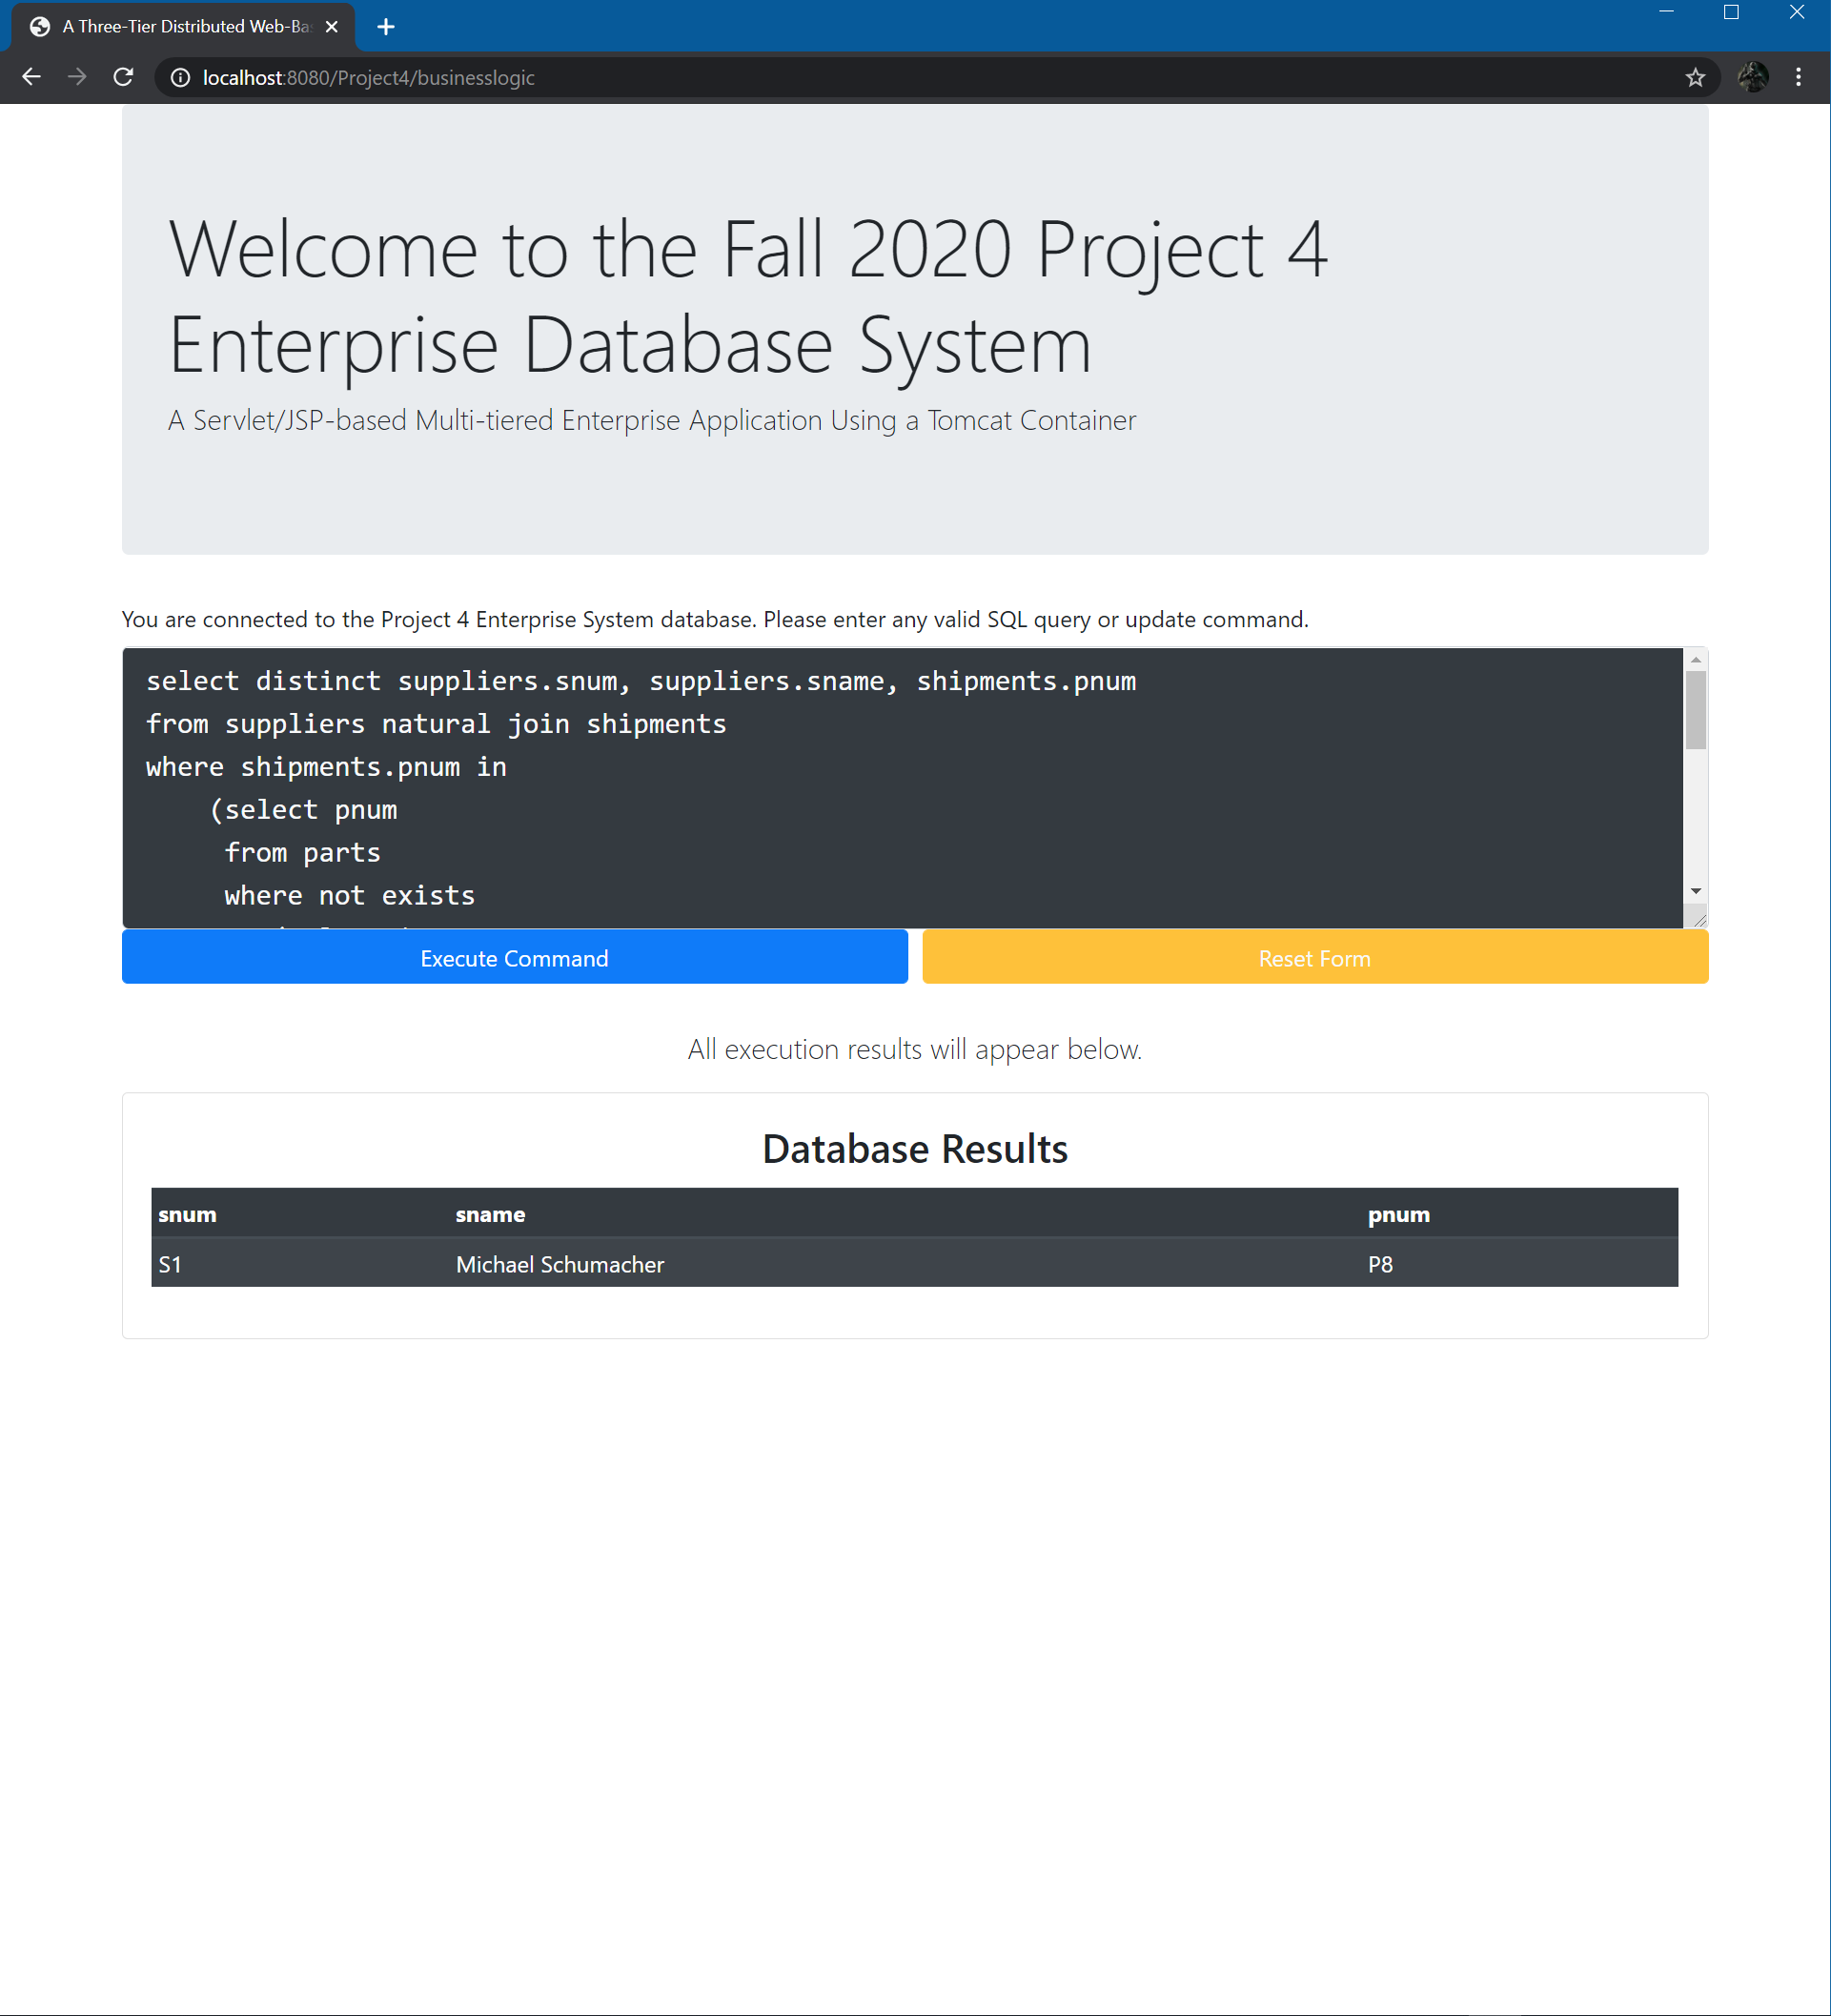 A Three-Tier Distributed Web-Ba
localhost:8080/Project4/businesslogic
Welcome to the Fall 2020 Project 4
Enterprise Database System
A Servlet/JSP-based Multi-tiered Enterprise Application Using a Tomcat Container
You are connected to the Project 4 Enterprise System database. Please enter any valid SQL query or update command.
select distinct suppliers.snum, suppliers.sname, shipments.pnum
from suppliers natural join shipments
where shipments.pnum in
    (select pnum
     from parts
     where not exists
Execute Command Reset Form
All execution results will appear below.
Database Results
snum sname pnum
S1 Michael Schumacher P8